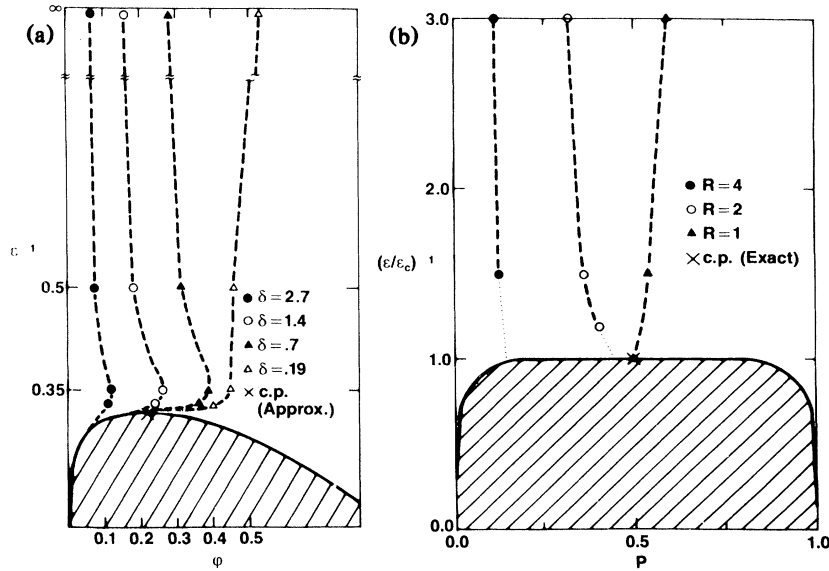 (a)
∞
ε⁻¹
0.5
0.35
● δ = 2.7
○ δ = 1.4
▲ δ = .7
△ δ = .19
× c.p.
(Approx.)
0.1 0.2 0.3 0.4 0.5
φ
(b)
3.0
2.0
(ε/ε_c)⁻¹
1.0
0.0
● R = 4
○ R = 2
▲ R = 1
× c.p. (Exact)
0.0 0.5 1.0
P